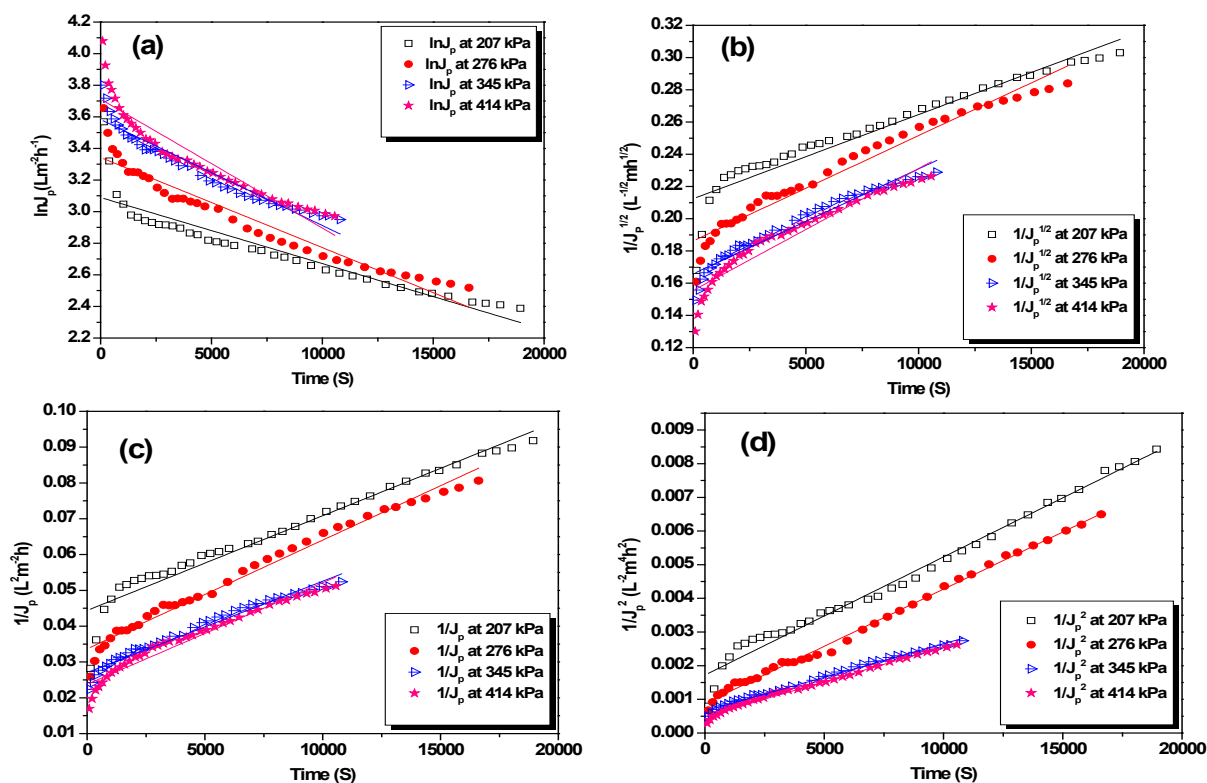 (a)
4.2
4.0
3.8
3.6
3.4
3.2
3.0
2.8
2.6
2.4
2.2
lnJp(Lm-2h-1)
lnJp at 207 kPa
lnJp at 276 kPa
lnJp at 345 kPa
lnJp at 414 kPa
0 5000 10000 15000 20000
Time (S)
(b)
0.32
0.30
0.28
0.26
0.24
0.22
0.20
0.18
0.16
0.14
0.12
1/Jp1/2 (L-1/2mh1/2)
1/Jp1/2 at 207 kPa
1/Jp1/2 at 276 kPa
1/Jp1/2 at 345 kPa
1/Jp1/2 at 414 kPa
0 5000 10000 15000 20000
Time (S)
(c)
0.10
0.09
0.08
0.07
0.06
0.05
0.04
0.03
0.02
0.01
1/Jp (L2m-2h)
1/Jp at 207 kPa
1/Jp at 276 kPa
1/Jp at 345 kPa
1/Jp at 414 kPa
0 5000 10000 15000 20000
Time (S)
(d)
0.009
0.008
0.007
0.006
0.005
0.004
0.003
0.002
0.001
0.000
1/Jp2 (L-2m4h2)
1/Jp2 at 207 kPa
1/Jp2 at 276 kPa
1/Jp2 at 345 kPa
1/Jp2 at 414 kPa
0 5000 10000 15000 20000
Time (S)